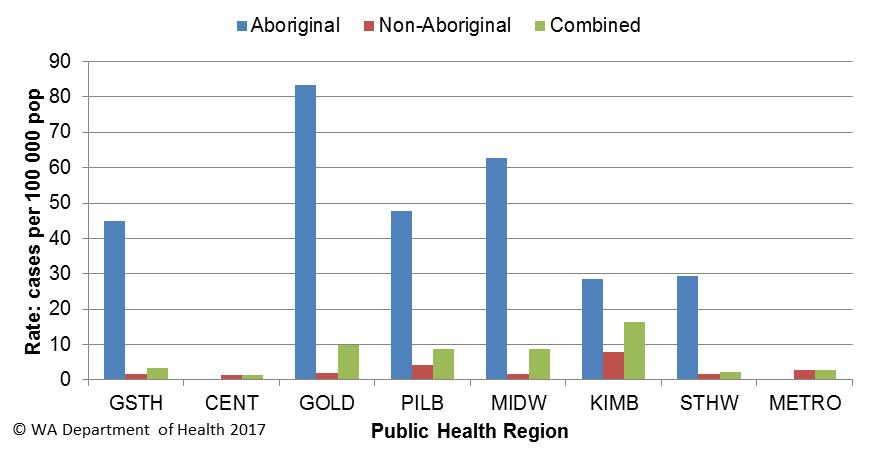 Aboriginal Non-Aboriginal Combined
Rate: cases per 100 000 pop
90
80
70
60
50
40
30
20
10
0
GSTH CENT GOLD PILB MIDW KIMB STHW METRO
© WA Department of Health 2017
Public Health Region